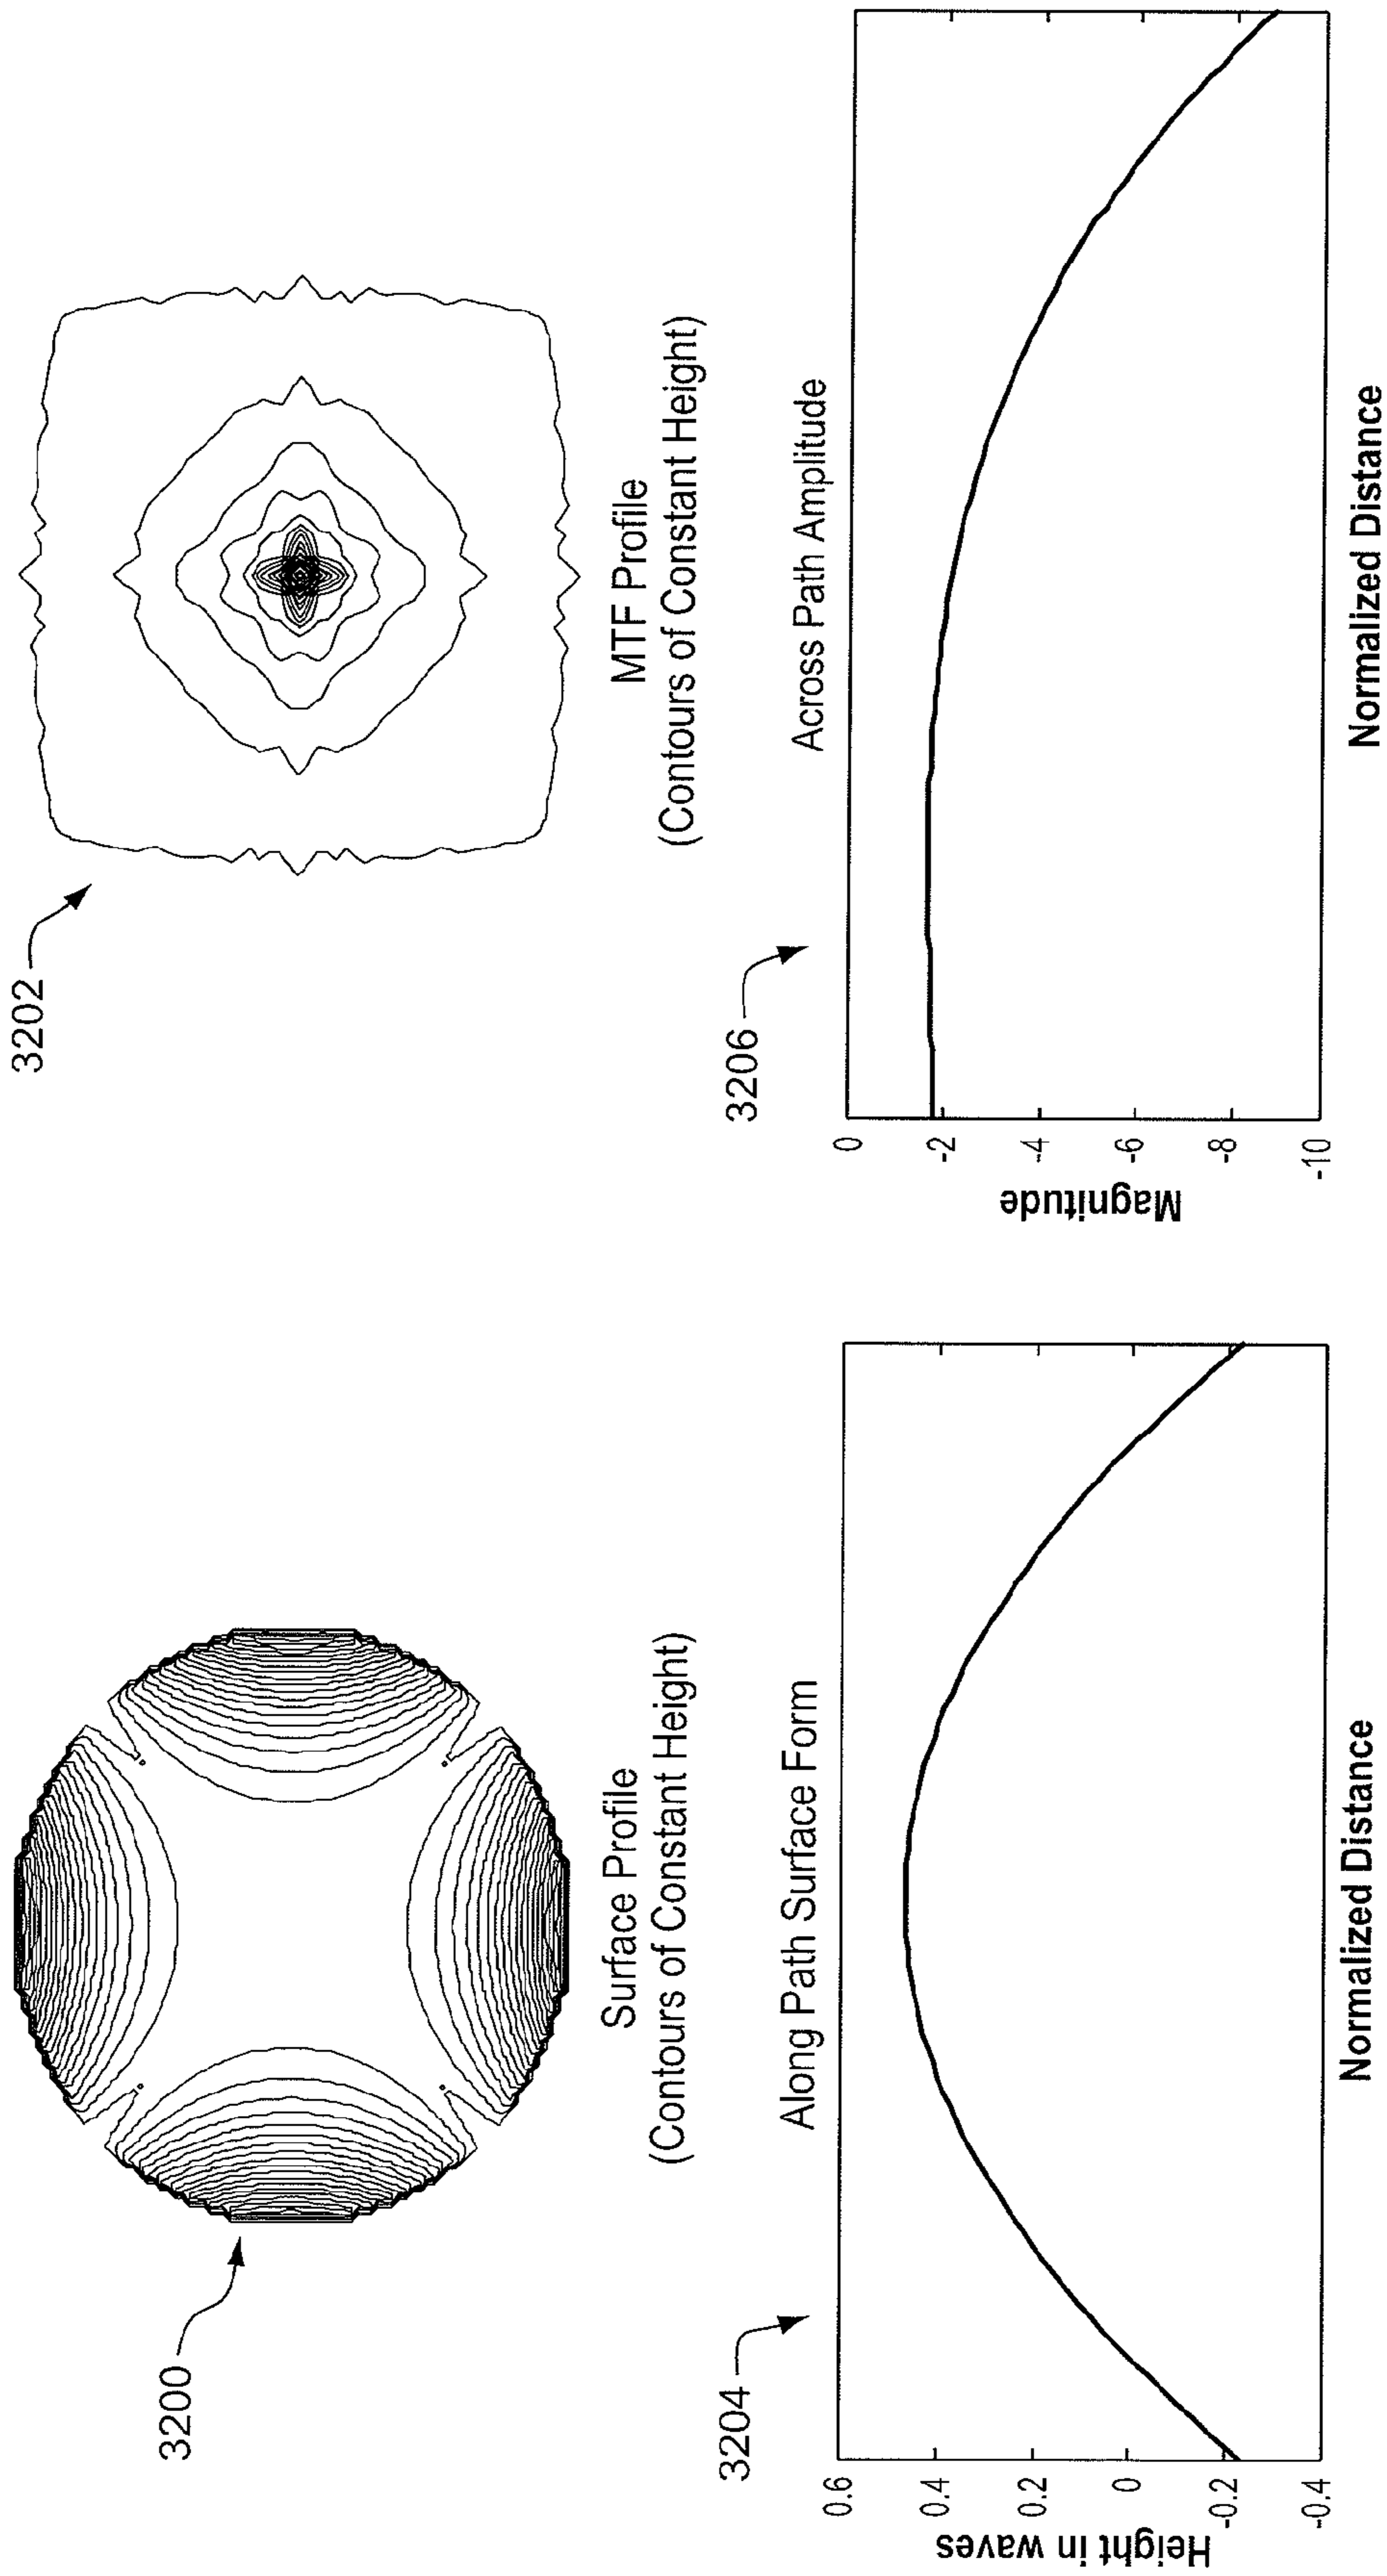 3200
Surface Profile
(Contours of Constant Height)
3202
MTF Profile
(Contours of Constant Height)
3204
Along Path Surface Form
0.6
0.4
0.2
0
-0.2
-0.4
Height in waves
Normalized Distance
3206
Across Path Amplitude
-0
-2
-4
-6
-8
-10
Magnitude
Normalized Distance